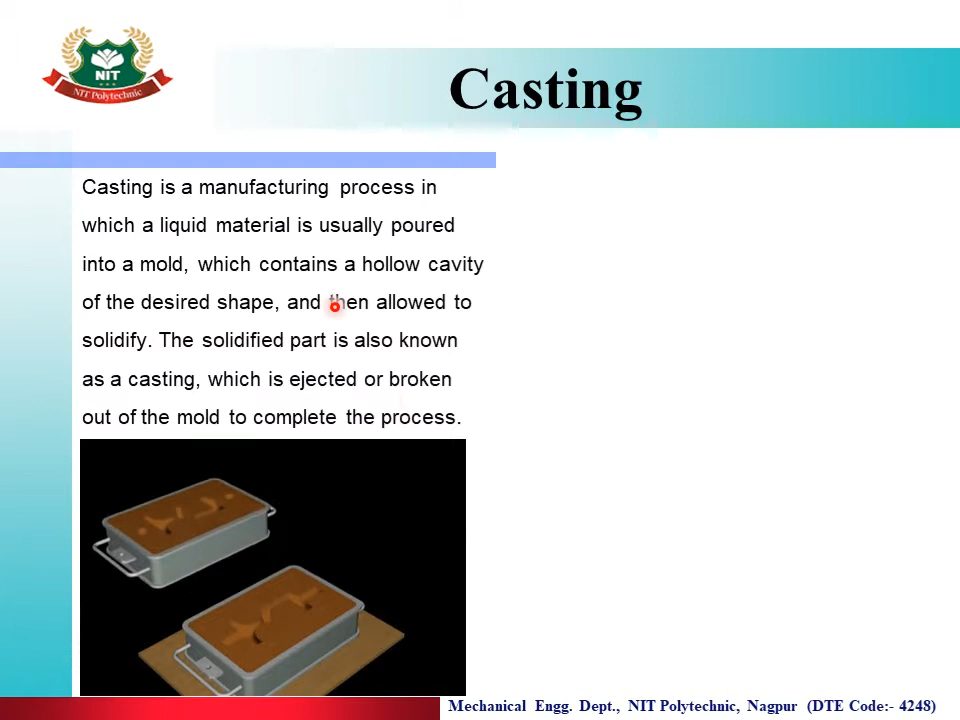 NIT
NIT Polytechnic
Casting
Casting is a manufacturing process in
which a liquid material is usually poured
into a mold, which contains a hollow cavity
of the desired shape, and then allowed to
solidify. The solidified part is also known
as a casting, which is ejected or broken
out of the mold to complete the process.
Mechanical Engg. Dept., NIT Polytechnic, Nagpur (DTE Code:- 4248)